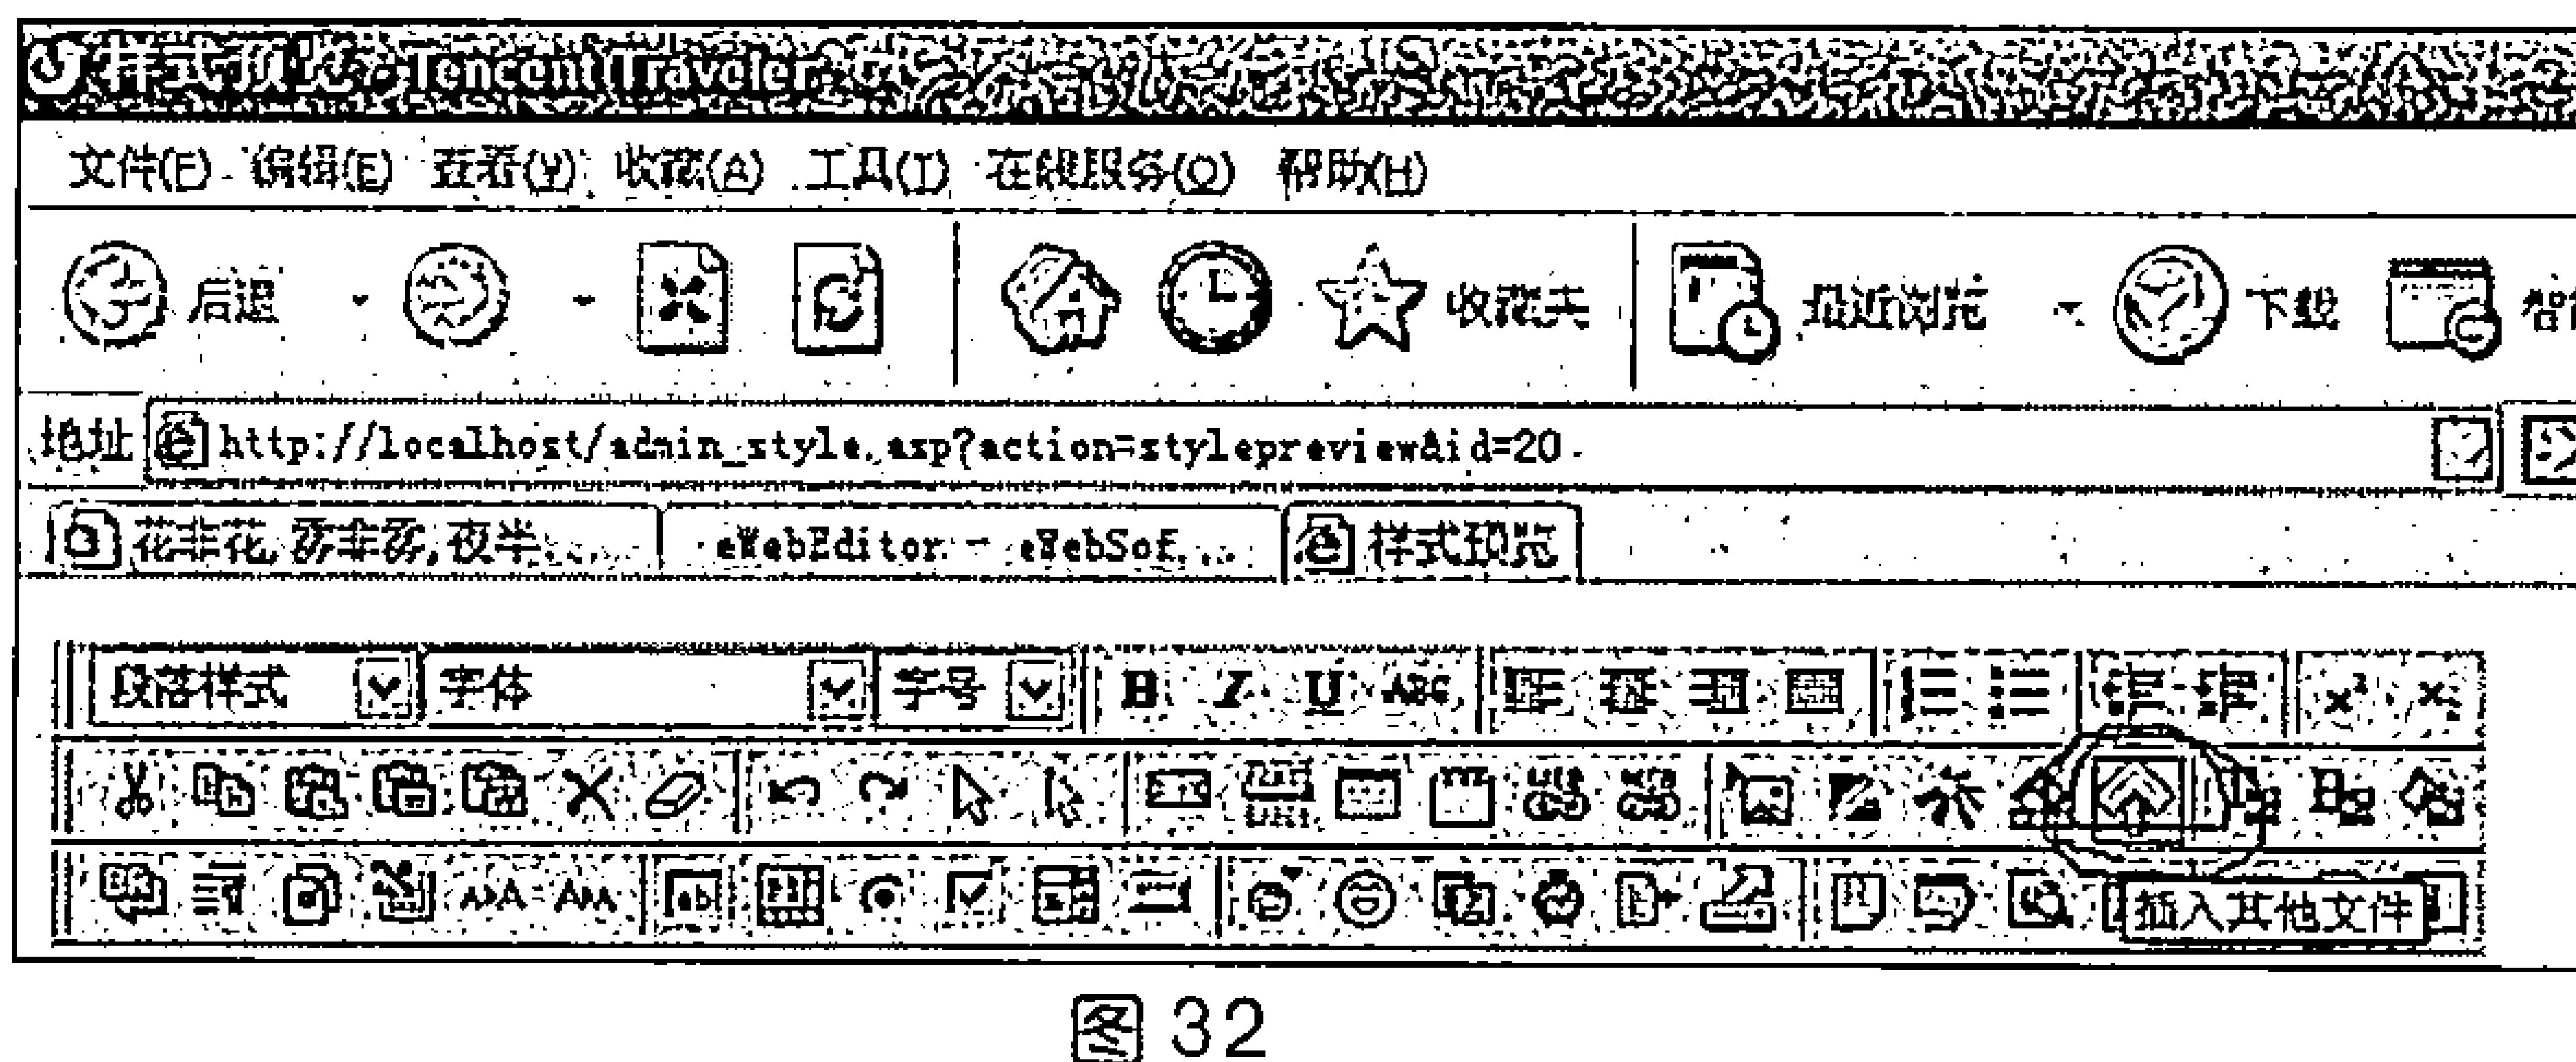 样式预览 - Tencent Traveler
文件(F) 编辑(E) 查看(V) 收藏(A) 工具(T) 在线服务(O) 帮助(H)
后退 收藏夹 最近浏览 下载
地址 http://localhost/admin_style.asp?action=stylepreview&id=20
花非花,雾非雾,夜半... eWebEditor - eWebSof... 样式预览
段落样式 字体 字号 B I U ABC x² x
插入其他文件
图 32